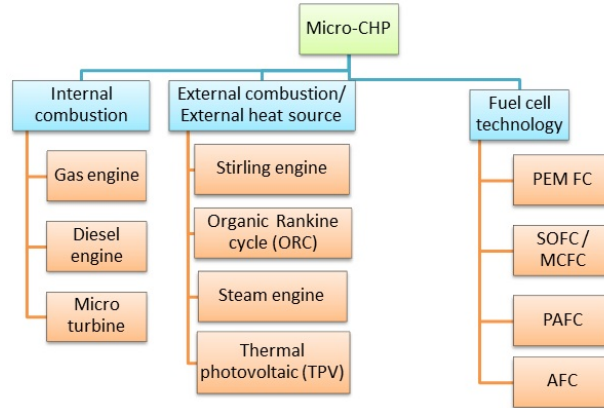 Micro-CHP
Internal
combustion
Gas engine
Diesel
engine
Micro
turbine
External combustion/
External heat source
Stirling engine
Organic Rankine
cycle (ORC)
Steam engine
Thermal
photovoltaic (TPV)
Fuel cell
technology
PEM FC
SOFC /
MCFC
PAFC
AFC